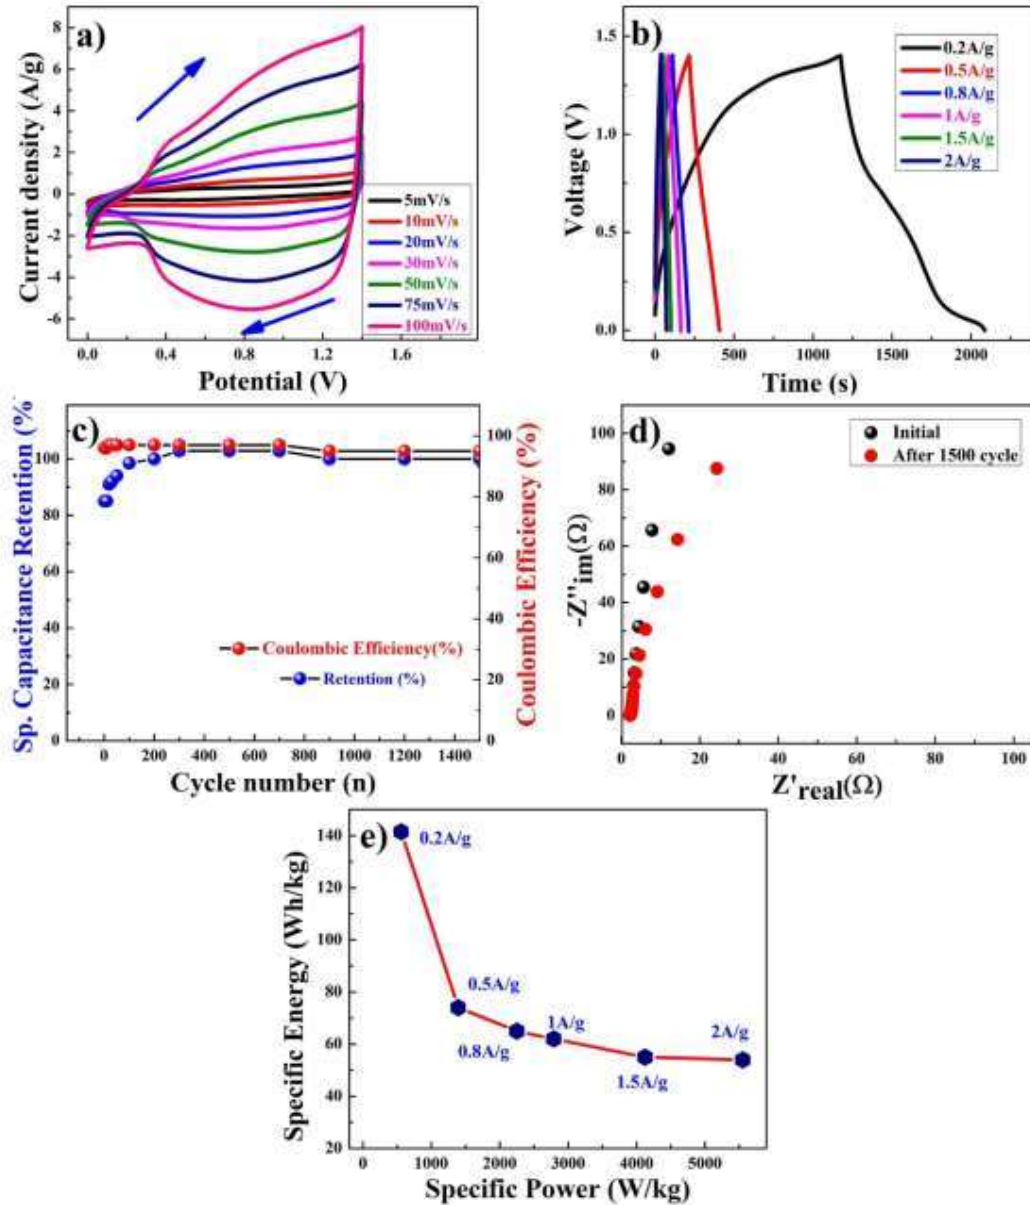 a)
Current density (A/g)
8
6
4
2
0
-2
-4
-6
5mV/s
10mV/s
20mV/s
30mV/s
50mV/s
75mV/s
100mV/s
0.0 0.4 0.8 1.2 1.6
Potential (V)
b)
Voltage (V)
1.5
1.0
0.5
0.0
0.2A/g
0.5A/g
0.8A/g
1A/g
1.5A/g
2A/g
0 500 1000 1500 2000
Time (s)
c)
Sp. Capacitance Retention (%
100
80
60
40
20
0
Coulombic Efficiency(%)
Retention (%)
100
80
60
40
20
0
Coulombic Efficiency (%)
0 200 400 600 800 1000 1200 1400
Cycle number (n)
d)
-Z''im(Ω)
100
80
60
40
20
0
Initial
After 1500 cycle
0 20 40 60 80 100
Z'real(Ω)
e)
Specific Energy (Wh/kg)
140
120
100
80
60
40
20
0.2A/g
0.5A/g
0.8A/g
1A/g
1.5A/g
2A/g
0 1000 2000 3000 4000 5000
Specific Power (W/kg)